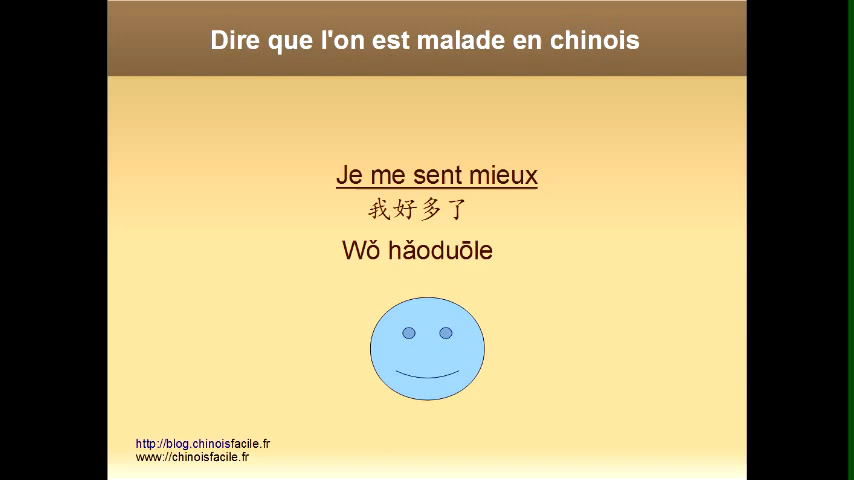 Dire que l'on est malade en chinois
Je me sent mieux
我好多了
Wǒ hǎoduōle
http://blog.chinoisfacile.fr
www://chinoisfacile.fr